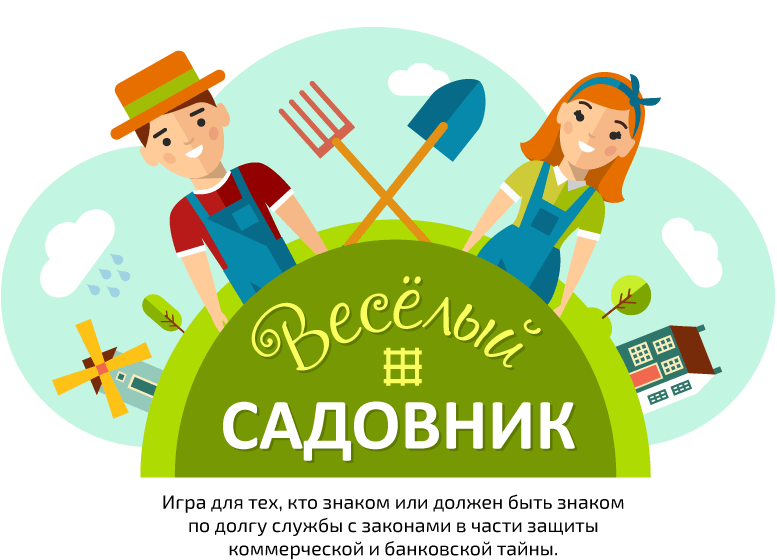 Весёлый
САДОВНИК
Игра для тех, кто знаком или должен быть знаком
по долгу службы с законами в части защиты
коммерческой и банковской тайны.